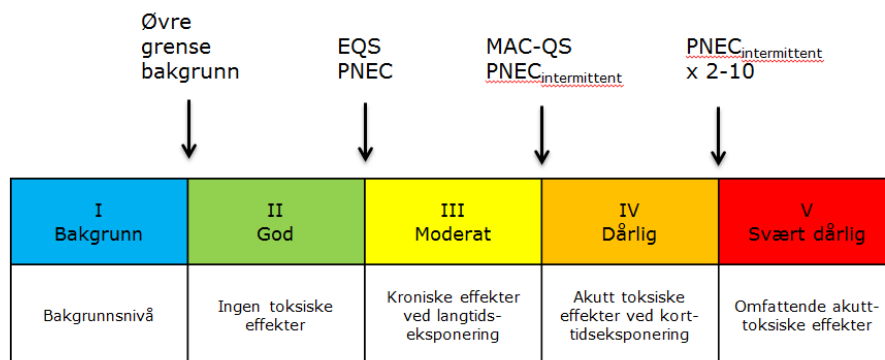 Øvre
grense
bakgrunn
EQS
PNEC
MAC-QS
PNECintermittent
PNECintermittent
x 2-10
I
Bakgrunn
II
God
III
Moderat
IV
Dårlig
V
Svært dårlig
Bakgrunnsnivå
Ingen toksiske
effekter
Kroniske effekter
ved langtids-
eksponering
Akutt toksiske
effekter ved kort-
tidseksponering
Omfattende akutt-
toksiske effekter